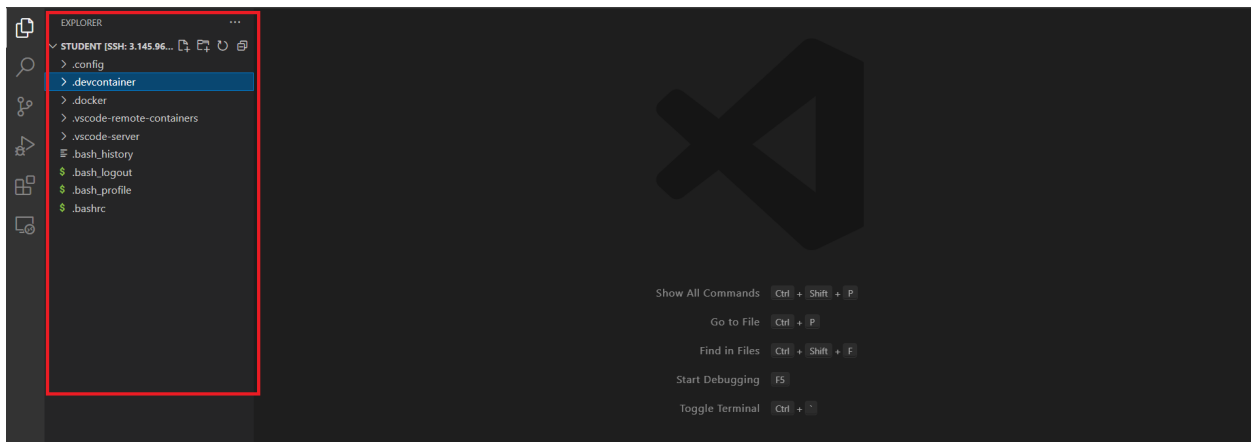 EXPLORER ...
STUDENT [SSH: 3.145.96...
.config
.devcontainer
.docker
.vscode-remote-containers
.vscode-server
.bash_history
$ .bash_logout
$ .bash_profile
$ .bashrc
Show All Commands Ctrl + Shift + P
Go to File Ctrl + P
Find in Files Ctrl + Shift + F
Start Debugging F5
Toggle Terminal Ctrl + `